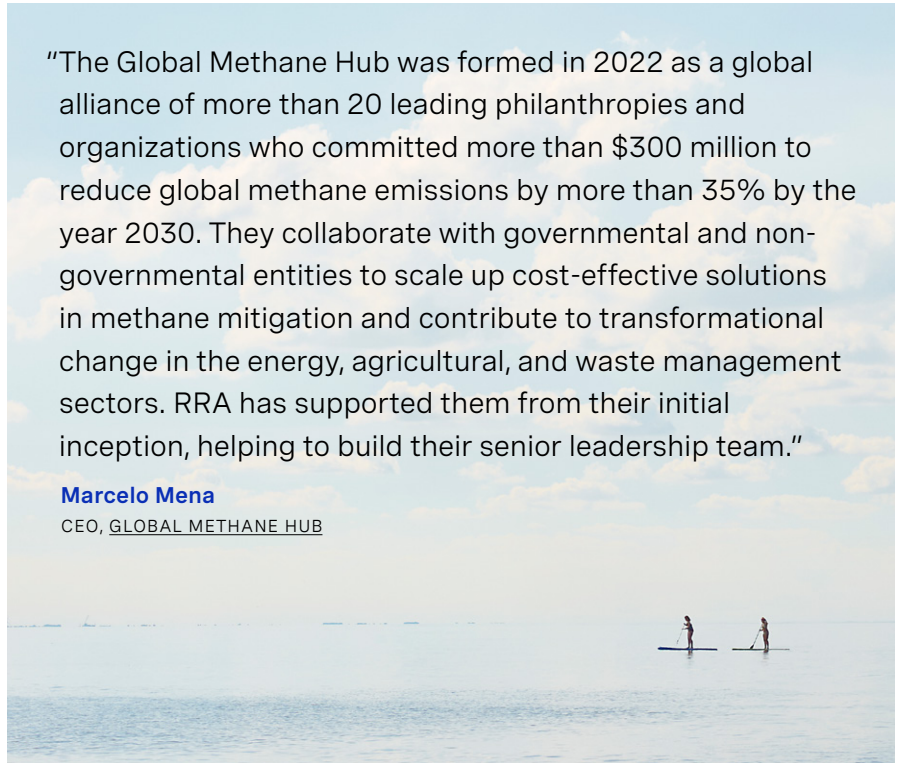 “The Global Methane Hub was formed in 2022 as a global
alliance of more than 20 leading philanthropies and
organizations who committed more than $300 million to
reduce global methane emissions by more than 35% by the
year 2030. They collaborate with governmental and non-
governmental entities to scale up cost-effective solutions
in methane mitigation and contribute to transformational
change in the energy, agricultural, and waste management
sectors. RRA has supported them from their initial
inception, helping to build their senior leadership team.”
Marcelo Mena
CEO, GLOBAL METHANE HUB